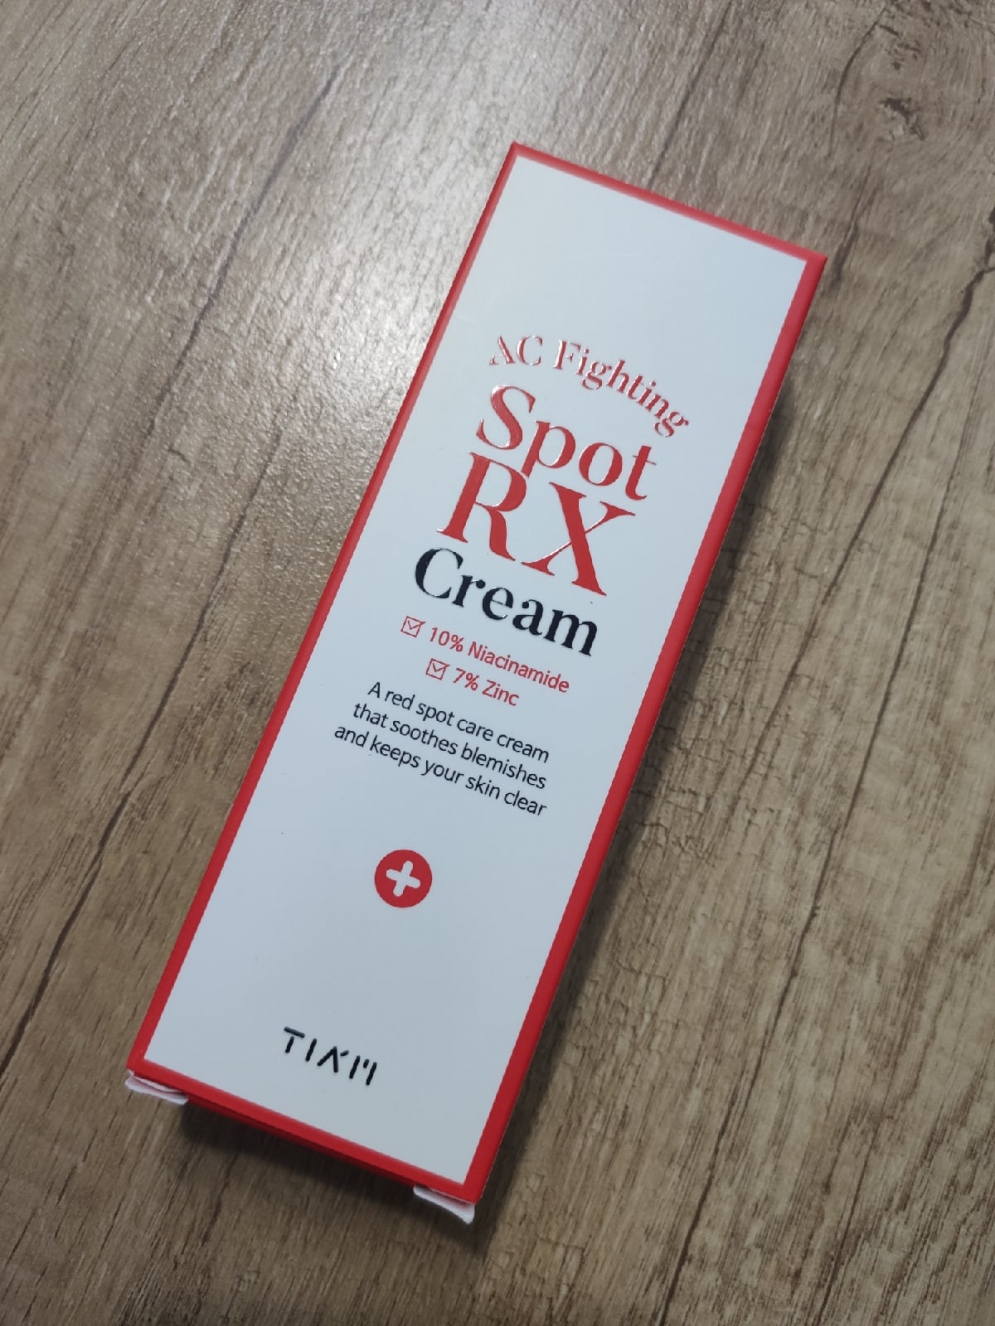 AC Fighting
Spot
RX
Cream
10% Niacinamide
7% Zinc
A red spot care cream
that soothes blemishes
and keeps your skin clear
TIA'M